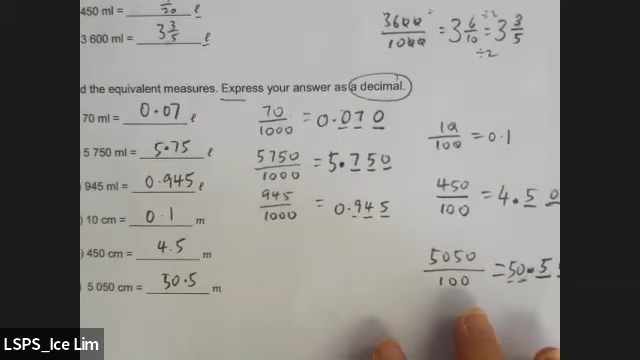 450 ml = 1/20 ℓ
3 600 ml = 3 3/5 ℓ
3600/1000 = 3 6/10 = 3 3/5
÷2
÷2
d the equivalent measures. Express your answer as a decimal.
70 ml = 0.07 ℓ
70/1000 = 0.070
5 750 ml = 5.75 ℓ
5750/1000 = 5.750
945 ml = 0.945 ℓ
945/1000 = 0.945
) 10 cm = 0.1 m
10/100 = 0.1
) 450 cm = 4.5 m
450/100 = 4.50
5 050 cm = 50.5 m
5050/100 = 50.5
LSPS_Ice Lim